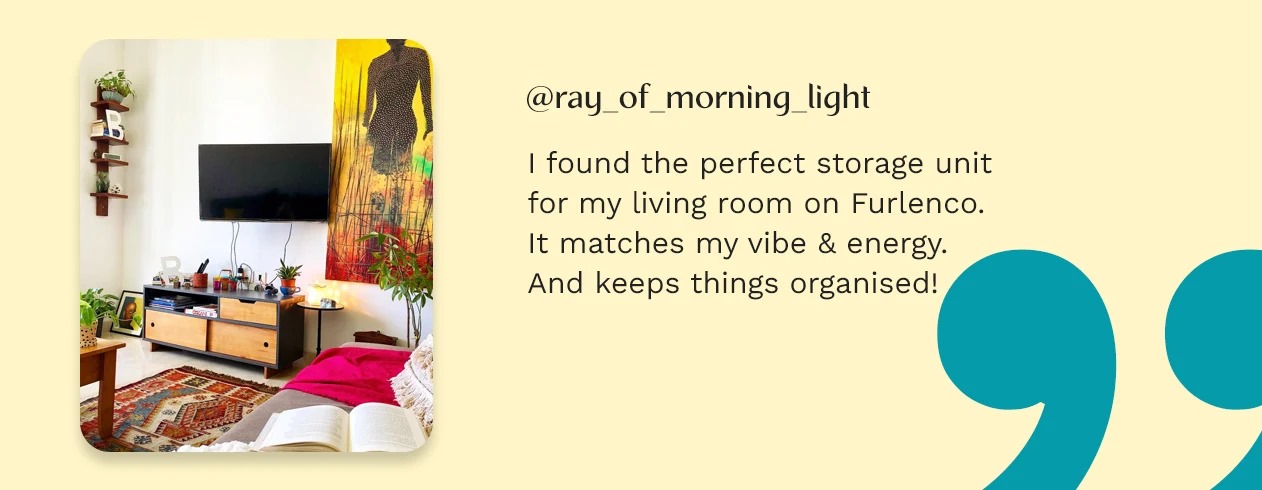 @ray_of_morning_light
I found the perfect storage unit
for my living room on Furlenco.
It matches my vibe & energy.
And keeps things organised!